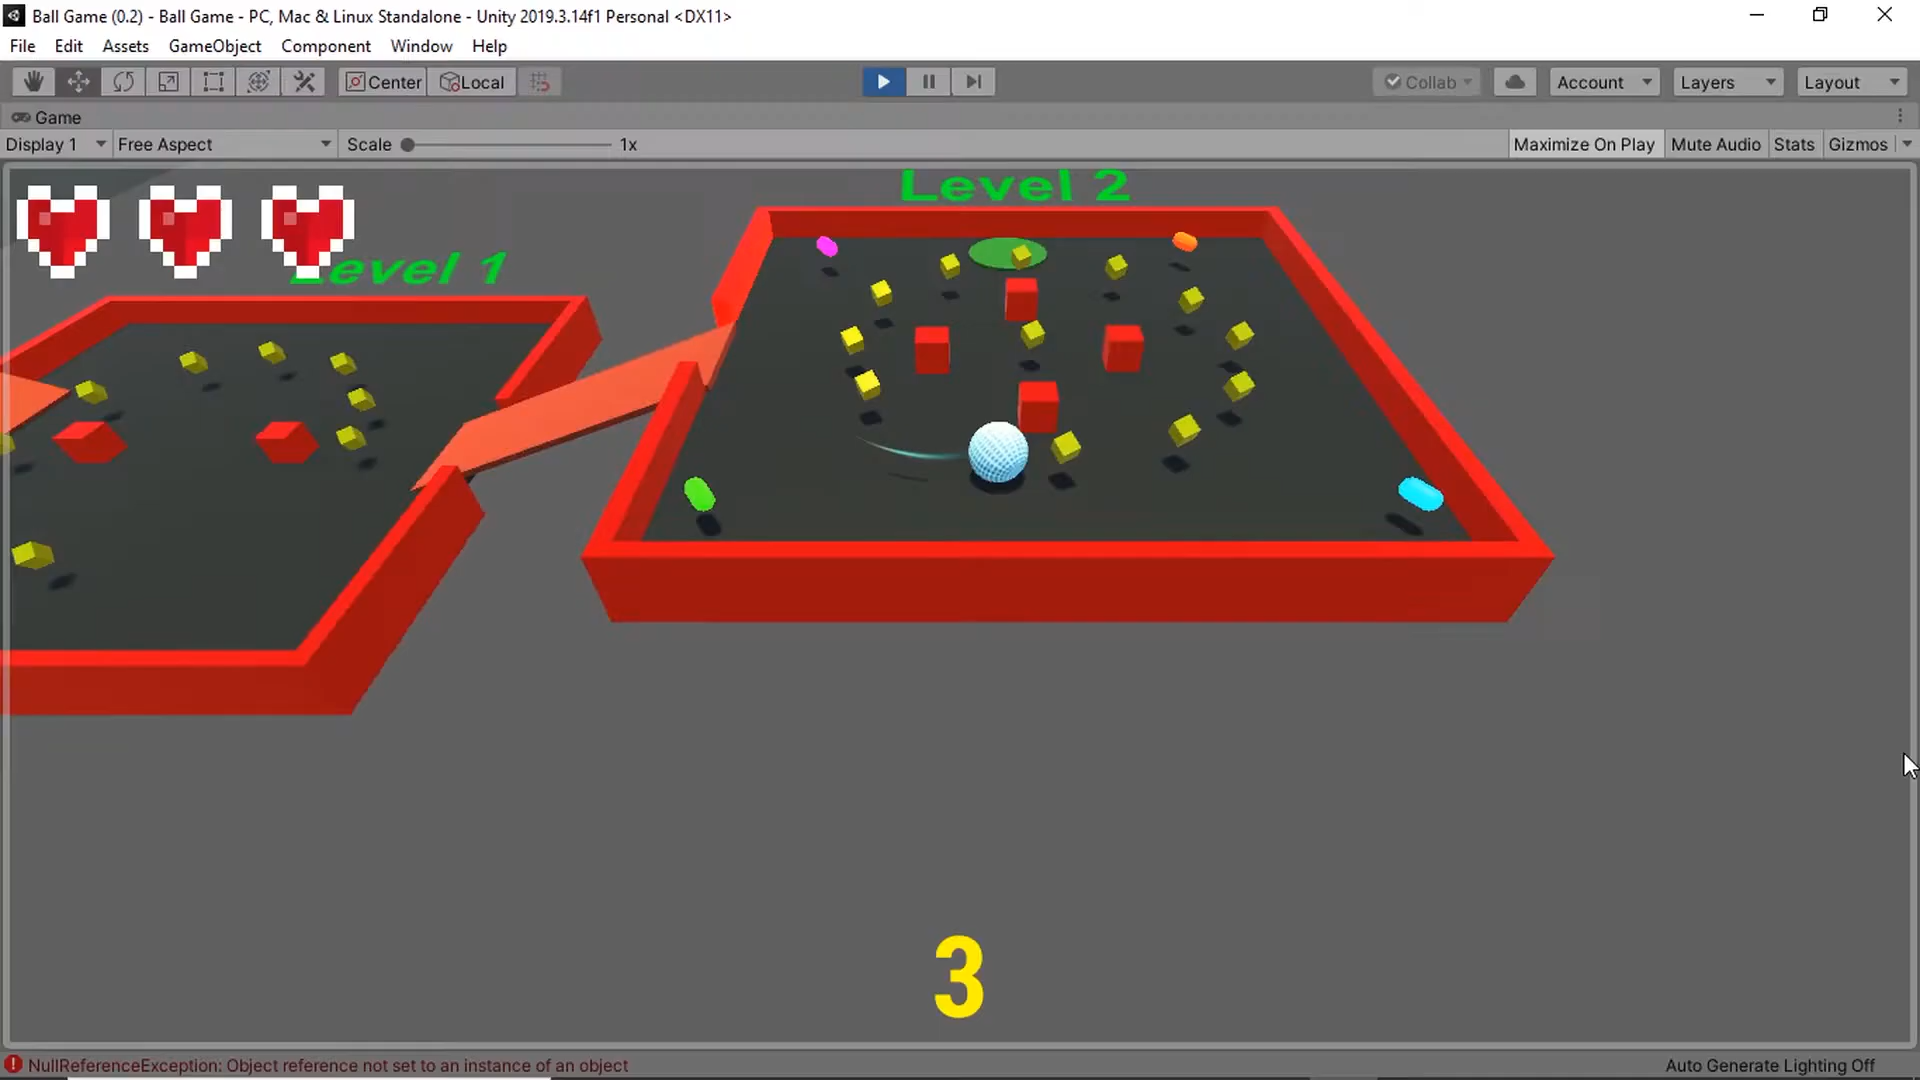 Ball Game (0.2) - Ball Game - PC, Mac & Linux Standalone - Unity 2019.3.14f1 Personal <DX11>
File Edit Assets GameObject Component Window Help
Center Local Collab Account Layers Layout
Game
Display 1 Free Aspect Scale 1x Maximize On Play Mute Audio Stats Gizmos
Level 2
Level 1
3
NullReferenceException: Object reference not set to an instance of an object Auto Generate Lighting Off